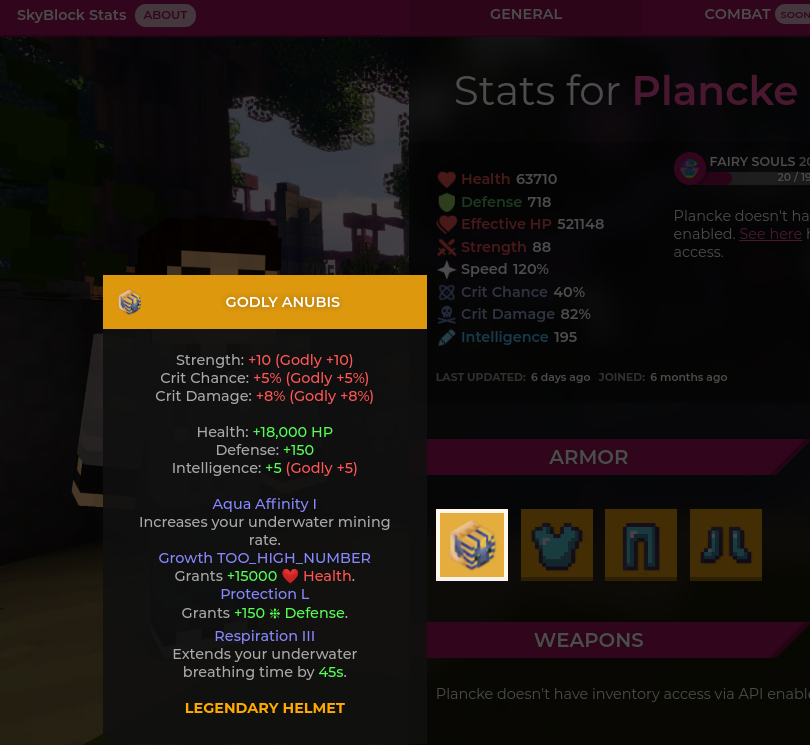 SkyBlock Stats ABOUT GENERAL COMBAT SOON
Stats for Plancke
Health 63710
Defense 718
Effective HP 521148
Strength 88
Speed 120%
Crit Chance 40%
Crit Damage 82%
Intelligence 195
LAST UPDATED: 6 days ago JOINED: 6 months ago
FAIRY SOULS 20
20 / 19
Plancke doesn't ha
enabled. See here h
access.
GODLY ANUBIS
Strength: +10 (Godly +10)
Crit Chance: +5% (Godly +5%)
Crit Damage: +8% (Godly +8%)
Health: +18,000 HP
Defense: +150
Intelligence: +5 (Godly +5)
Aqua Affinity I
Increases your underwater mining
rate.
Growth TOO_HIGH_NUMBER
Grants +15000 ❤ Health.
Protection L
Grants +150 ❈ Defense.
Respiration III
Extends your underwater
breathing time by 45s.
LEGENDARY HELMET
ARMOR
WEAPONS
Plancke doesn't have inventory access via API enable